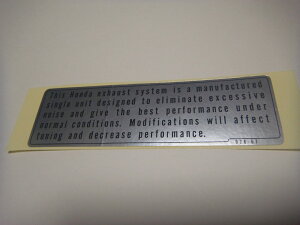 This Honda exhaust system is a manufactured
single unit designed to eliminate excessive
noise and give the best performance under
normal conditions. Modifications will affect
tuning and decrease performance.